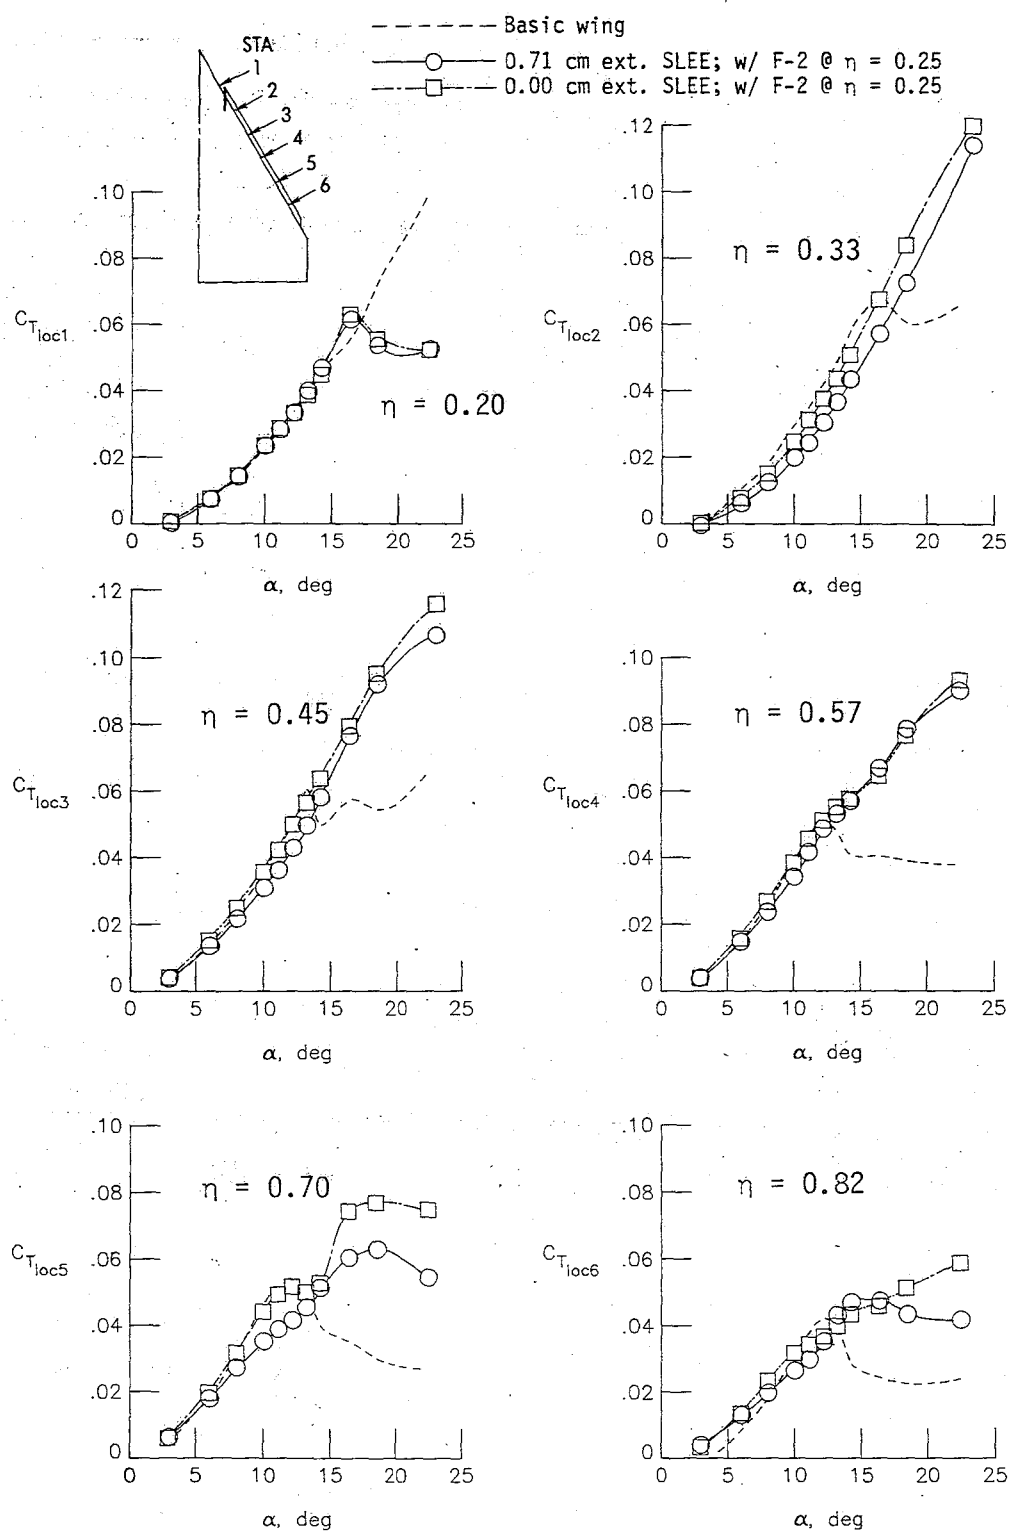 Basic wing
0.71 cm ext. SLEE; w/ F-2 @ η = 0.25
0.00 cm ext. SLEE; w/ F-2 @ η = 0.25
STA
1
2
3
4
5
6
.10
.08
.06
.04
.02
0
C_T_loc1
η = 0.20
0 5 10 15 20 25
α, deg
.12
.10
.08
.06
.04
.02
0
C_T_loc2
η = 0.33
0 5 10 15 20 25
α, deg
.12
.10
.08
.06
.04
.02
0
C_T_loc3
η = 0.45
0 5 10 15 20 25
α, deg
.10
.08
.06
.04
.02
0
C_T_loc4
η = 0.57
0 5 10 15 20 25
α, deg
.10
.08
.06
.04
.02
0
C_T_loc5
η = 0.70
0 5 10 15 20 25
α, deg
.10
.08
.06
.04
.02
0
C_T_loc6
η = 0.82
0 5 10 15 20 25
α, deg